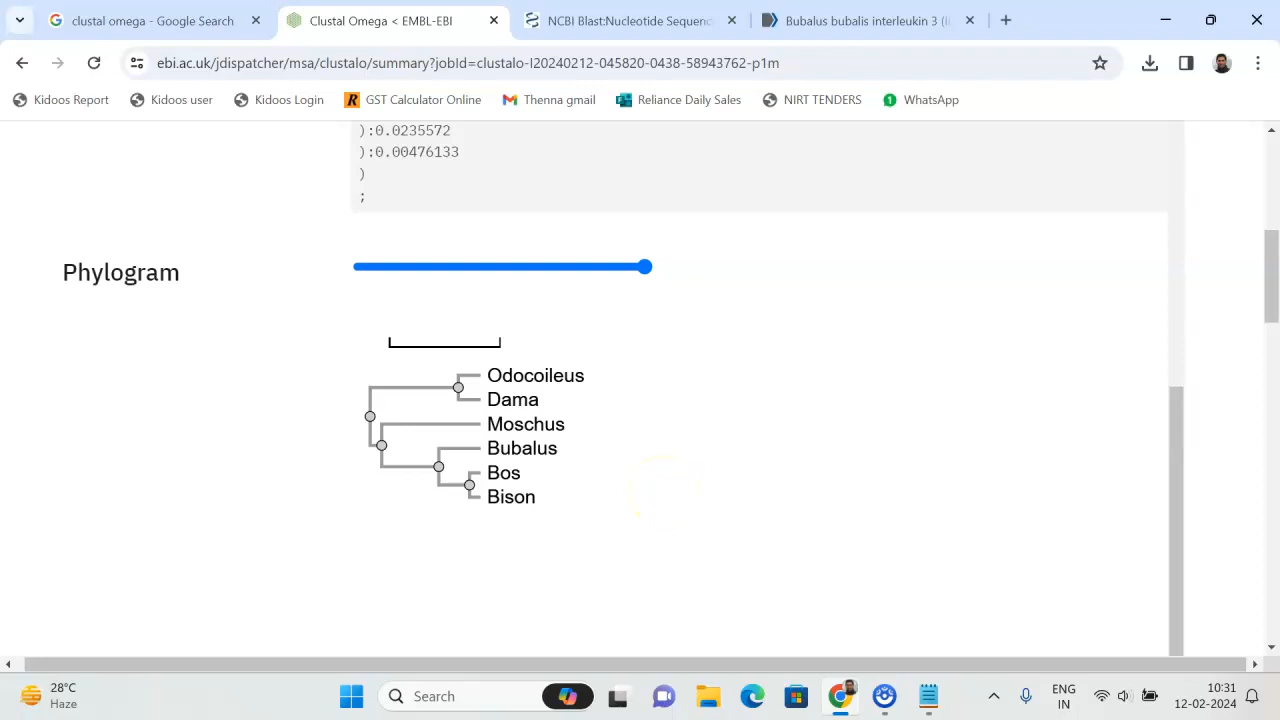 clustal omega - Google Search
Clustal Omega < EMBL-EBI
NCBI Blast:Nucleotide Sequenc
Bubalus bubalis interleukin 3 (I
ebi.ac.uk/jdispatcher/msa/clustalo/summary?jobId=clustalo-I20240212-045820-0438-58943762-p1m
Kidoos Report
Kidoos user
Kidoos Login
GST Calculator Online
Thenna gmail
Reliance Daily Sales
NIRT TENDERS
WhatsApp
):0.0235572
):0.00476133
)
;
Phylogram
Odocoileus
Dama
Moschus
Bubalus
Bos
Bison
28°C
Haze
Search
ENG
IN
10:31
12-02-2024